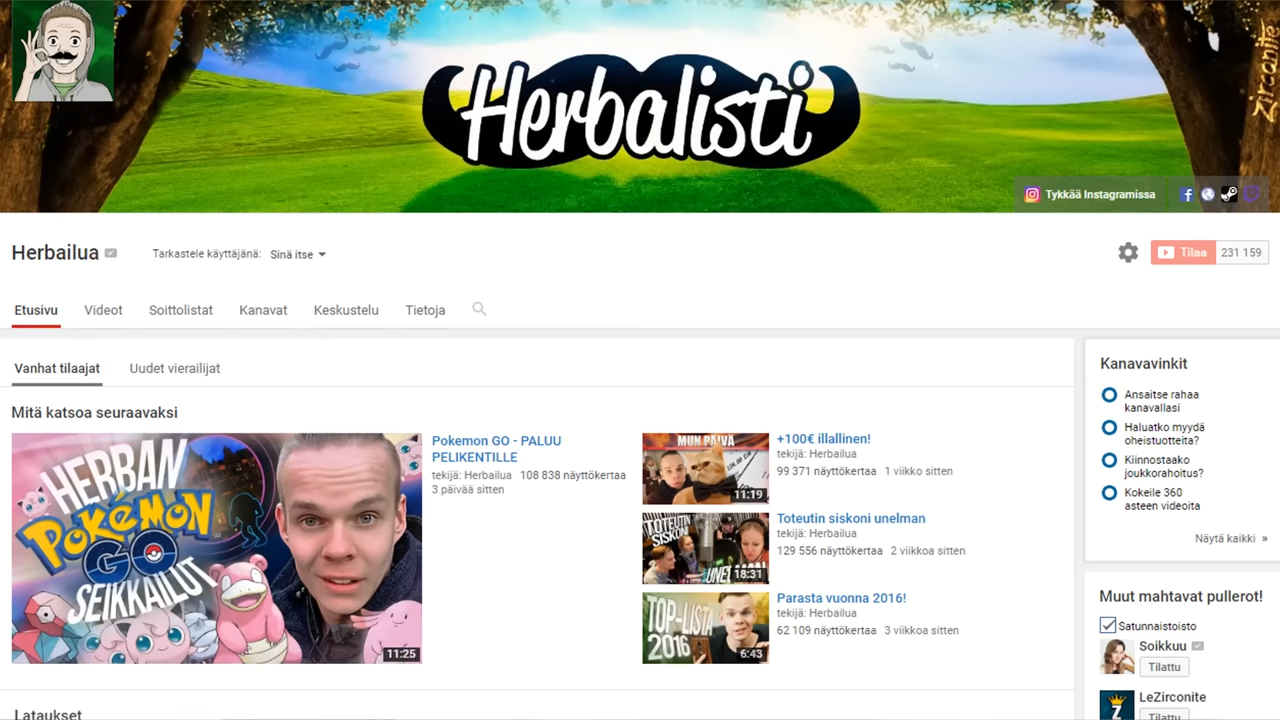 Herbalisti
Zirconite
Tykkää Instagramissa
Herbailua
Tarkastele käyttäjänä: Sinä itse
Tilaa 231 159
Etusivu Videot Soittolistat Kanavat Keskustelu Tietoja
Vanhat tilaajat Uudet vierailijat
Mitä katsoa seuraavaksi
HERBAN
POKÉMON
GO
SEIKKAILUT
11:25
Pokemon GO - PALUU
PELIKENTILLE
tekijä: Herbailua 108 838 näyttökertaa
3 päivää sitten
MUN PÄIVÄ
11:19
+100€ illallinen!
tekijä: Herbailua
99 371 näyttökertaa 1 viikko sitten
TOTEUTIN
SISKONI
18:31
Toteutin siskoni unelman
tekijä: Herbailua
129 556 näyttökertaa 2 viikkoa sitten
TOP-LISTA
2016
6:43
Parasta vuonna 2016!
tekijä: Herbailua
62 109 näyttökertaa 3 viikkoa sitten
Lataukset
Kanavavinkit
Ansaitse rahaa
kanavallasi
Haluatko myydä
oheistuotteita?
Kiinnostaako
joukkorahoitus?
Kokeile 360
asteen videoita
Näytä kaikki »
Muut mahtavat pullerot!
Satunnaistoisto
Soikkuu
Tilattu
LeZirconite
Z
Tilattu